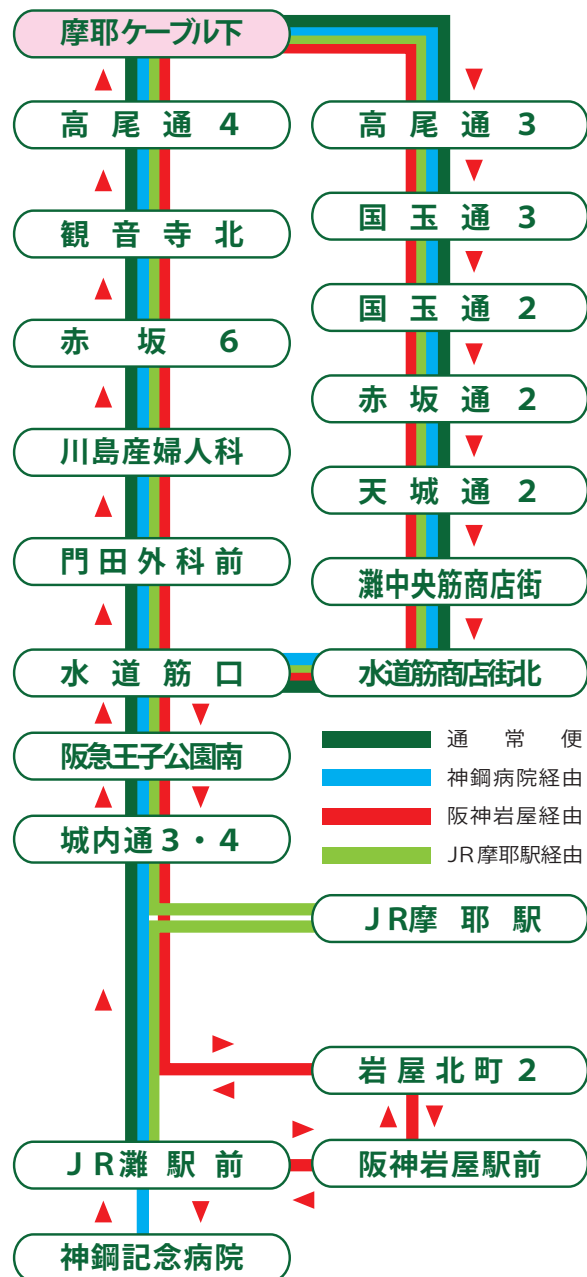 摩耶ケーブル下
高尾通4
高尾通3
観音寺北
国玉通3
国玉通2
赤坂6
赤坂通2
川島産婦人科
天城通2
門田外科前
灘中央筋商店街
水道筋口
水道筋商店街北
阪急王子公園南
通常便
神鋼病院経由
阪神岩屋経由
JR摩耶駅経由
城内通3・4
JR摩耶駅
岩屋北町2
JR灘駅前
阪神岩屋駅前
神鋼記念病院